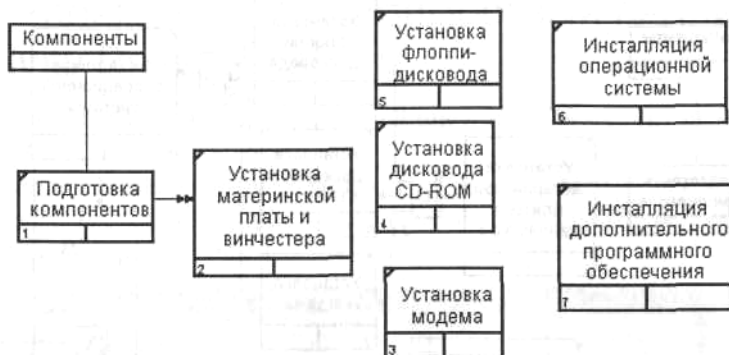 Компоненты
Подготовка
компонентов
1
Установка
материнской
платы и
винчестера
2
Установка
флоппи-
дисковода
5
Установка
дисковода
CD-ROM
4
Установка
модема
3
Инсталляция
операционной
системы
6
Инсталляция
дополнительного
программного
обеспечения
7